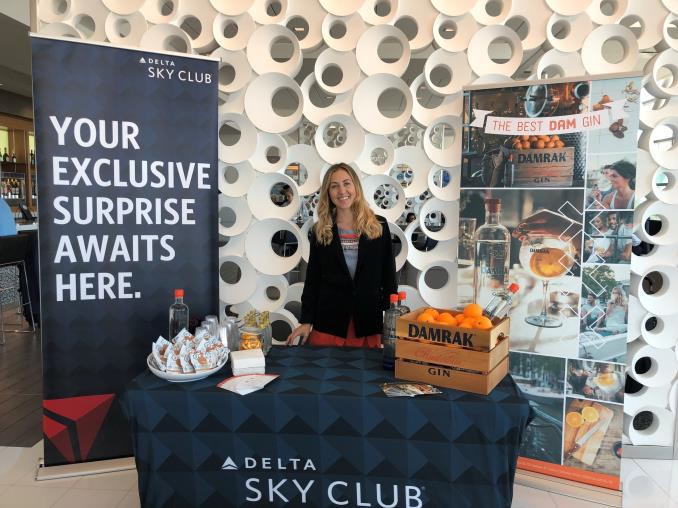 DELTA
SKY CLUB®
YOUR
EXCLUSIVE
SURPRISE
AWAITS
HERE.
THE BEST DAM GIN
DAMRAK
GIN
DAMRAK
GIN
DELTA
SKY CLUB®